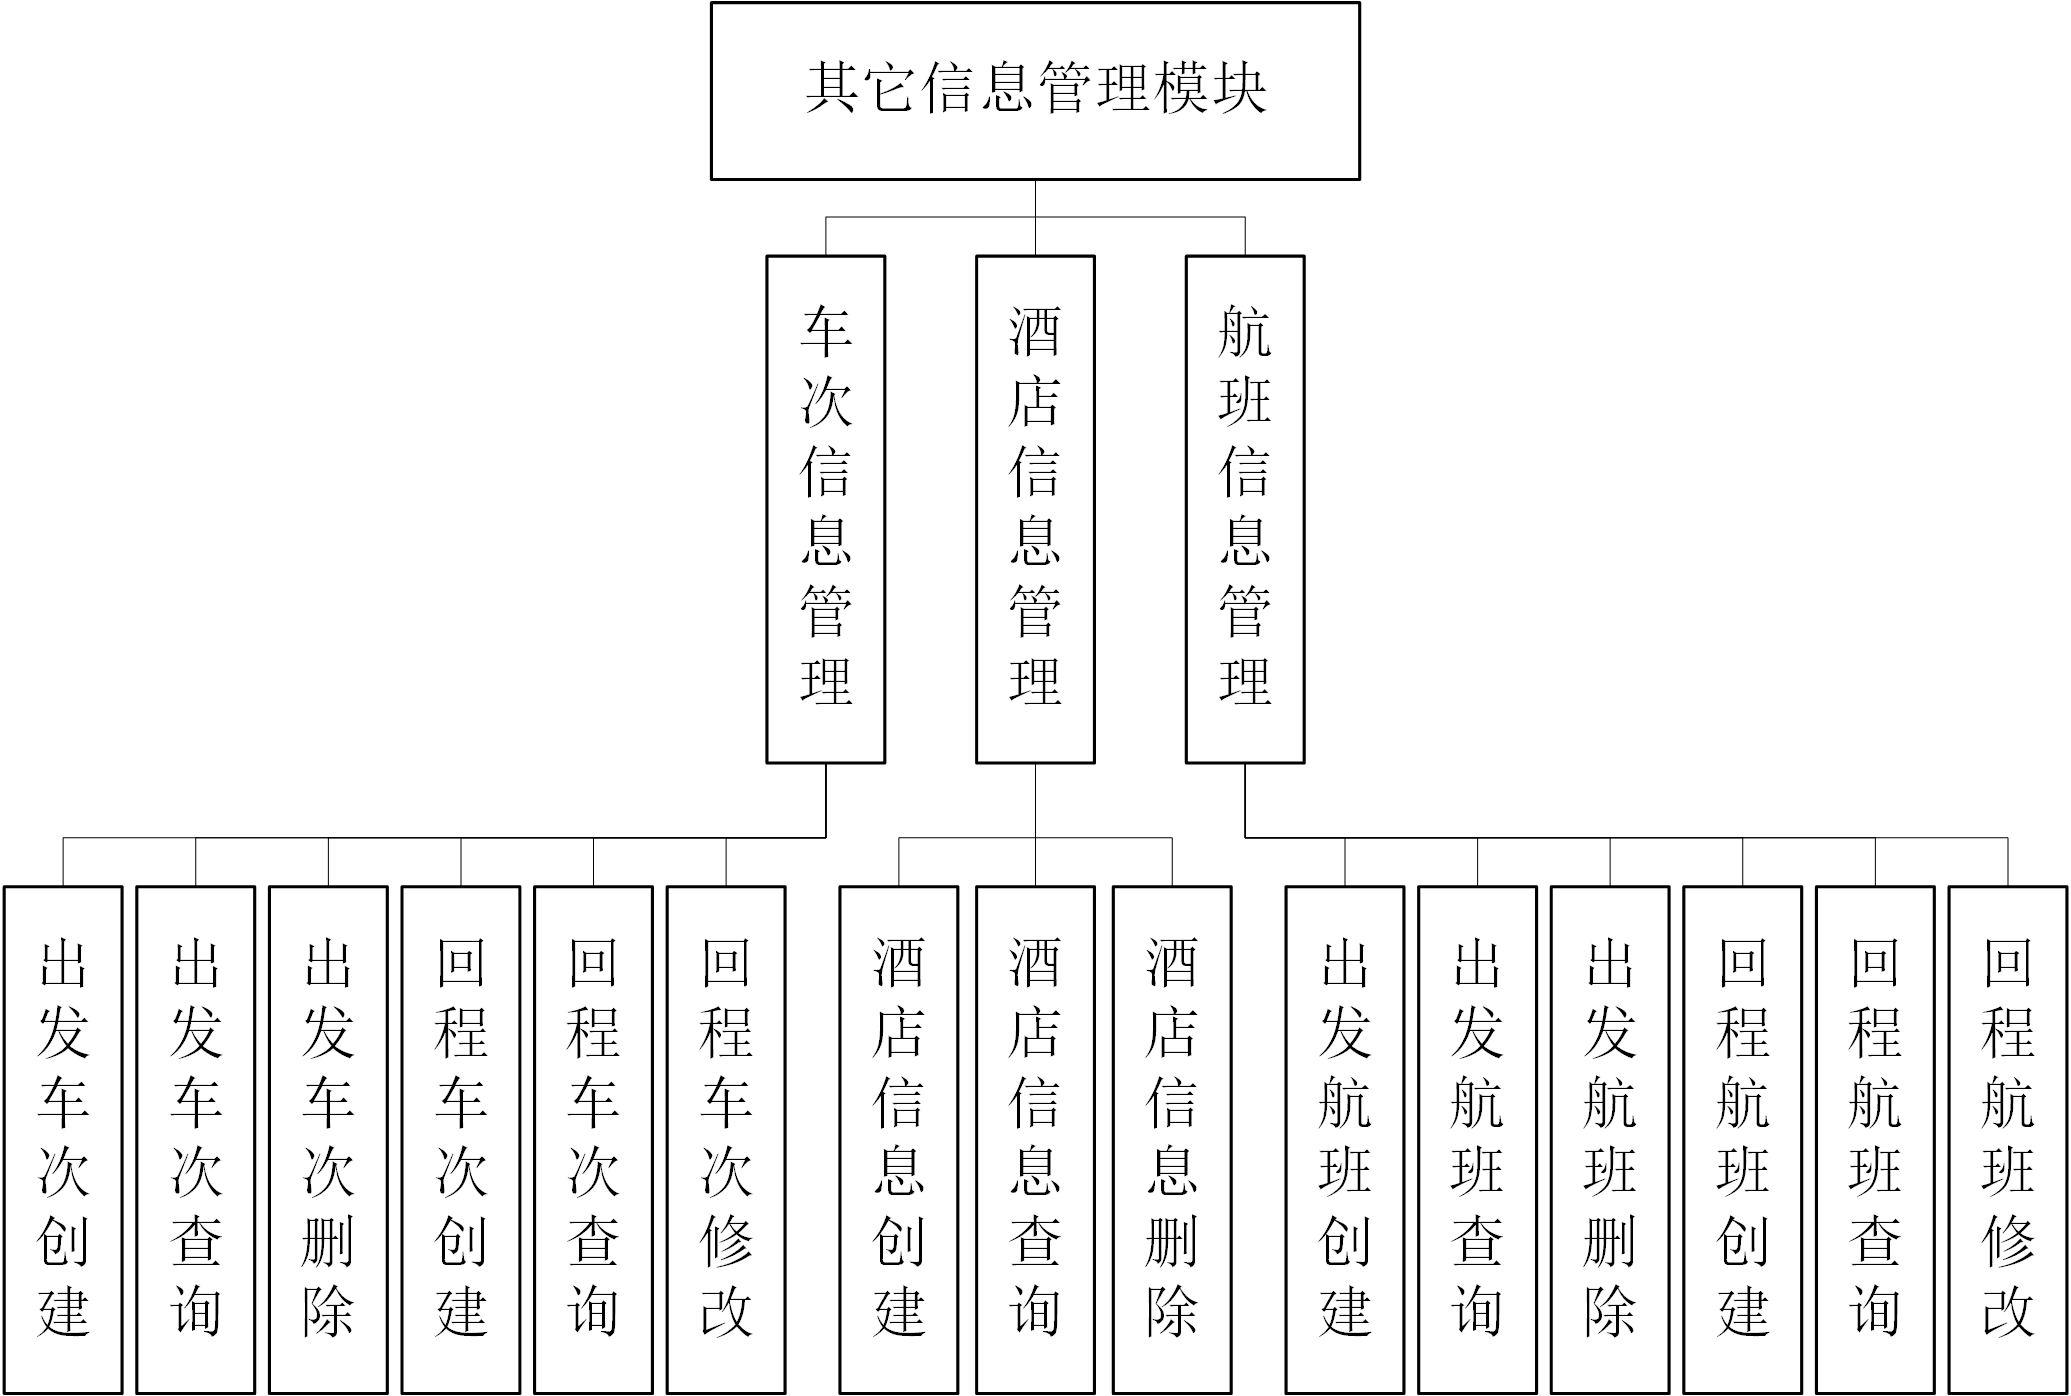 其它信息管理模块
车次信息管理
酒店信息管理
航班信息管理
出发车次创建
出发车次查询
出发车次删除
回程车次创建
回程车次查询
回程车次修改
酒店信息创建
酒店信息查询
酒店信息删除
出发航班创建
出发航班查询
出发航班删除
回程航班创建
回程航班查询
回程航班修改